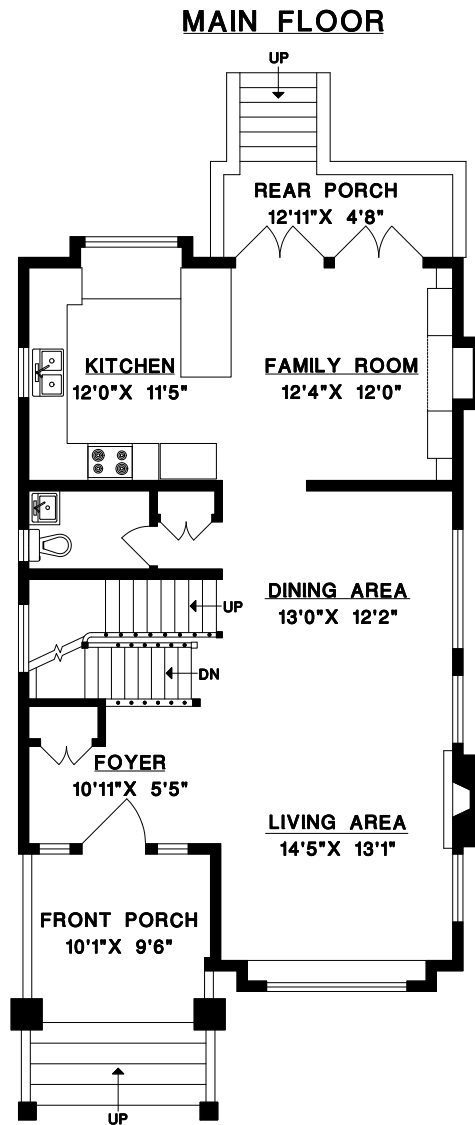 MAIN FLOOR
UP
REAR PORCH
12'11"X 4'8"
KITCHEN
12'0"X 11'5"
FAMILY ROOM
12'4"X 12'0"
DINING AREA
13'0"X 12'2"
UP
DN
FOYER
10'11"X 5'5"
LIVING AREA
14'5"X 13'1"
FRONT PORCH
10'1"X 9'6"
UP